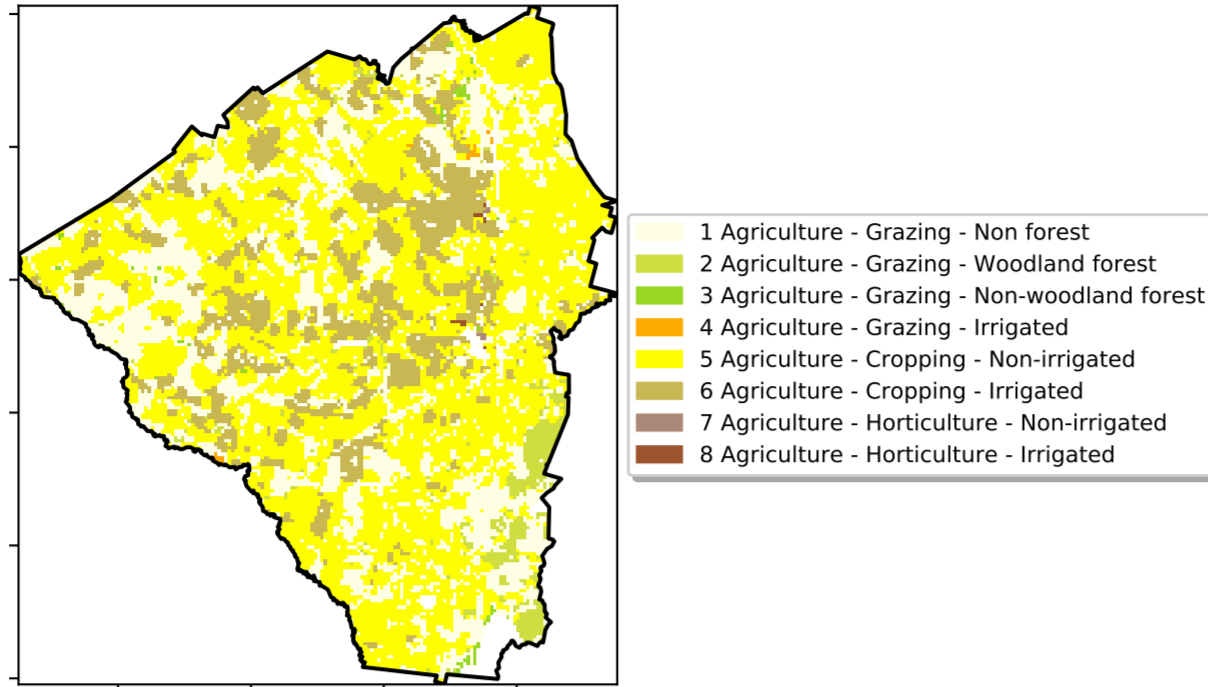 1 Agriculture - Grazing - Non forest
2 Agriculture - Grazing - Woodland forest
3 Agriculture - Grazing - Non-woodland forest
4 Agriculture - Grazing - Irrigated
5 Agriculture - Cropping - Non-irrigated
6 Agriculture - Cropping - Irrigated
7 Agriculture - Horticulture - Non-irrigated
8 Agriculture - Horticulture - Irrigated